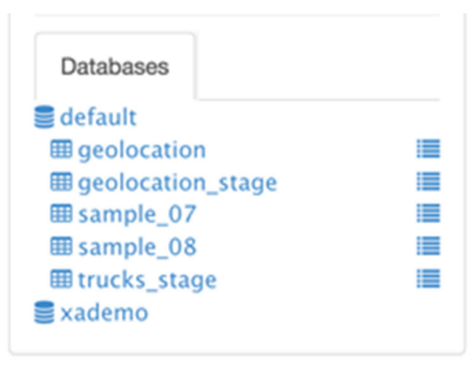 Databases
default
geolocation
geolocation_stage
sample_07
sample_08
trucks_stage
xademo